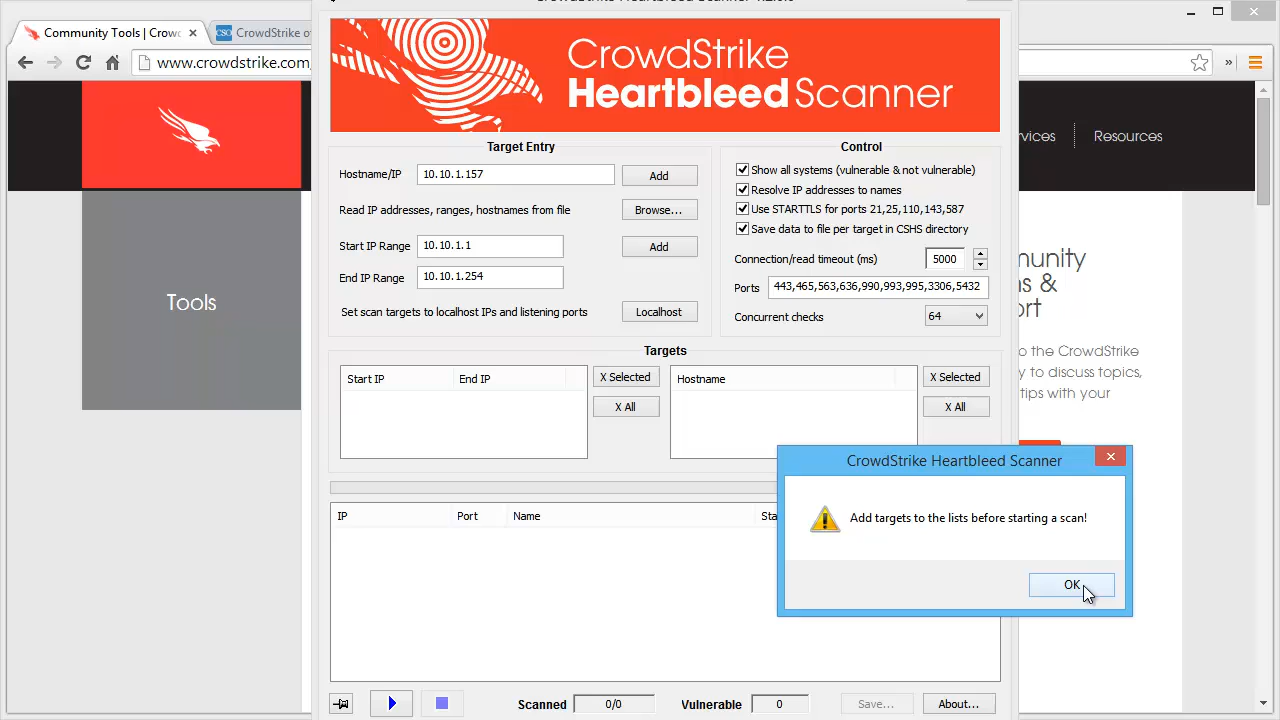 CrowdStrike Heartbleed Scanner
Community Tools | Crow
CrowdStrike o
www.crowdstrike.com
CrowdStrike
Heartbleed Scanner
Resources
Tools
Target Entry
Hostname/IP
10.10.1.157
Add
Read IP addresses, ranges, hostnames from file
Browse...
Start IP Range
10.10.1.1
Add
End IP Range
10.10.1.254
Set scan targets to localhost IPs and listening ports
Localhost
Control
Show all systems (vulnerable & not vulnerable)
Resolve IP addresses to names
Use STARTTLS for ports 21,25,110,143,587
Save data to file per target in CSHS directory
Connection/read timeout (ms)
5000
Ports
443,465,563,636,990,993,995,3306,5432
Concurrent checks
64
munity
ns &
ort
o the CrowdStrike
y to discuss topics,
tips with your
Targets
Start IP
End IP
X Selected
X All
Hostname
X Selected
X All
CrowdStrike Heartbleed Scanner
Add targets to the lists before starting a scan!
OK
IP
Port
Name
Sta
Scanned
0/0
Vulnerable
0
Save...
About...